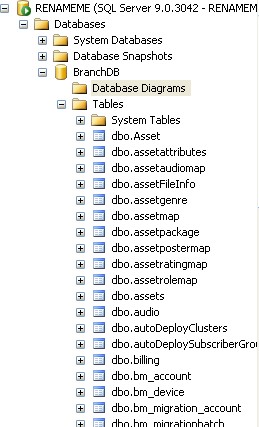 RENAMEME (SQL Server 9.0.3042 - RENAMEM
Databases
System Databases
Database Snapshots
BranchDB
Database Diagrams
Tables
System Tables
dbo.Asset
dbo.assetattributes
dbo.assetaudiomap
dbo.assetFileInfo
dbo.assetgenre
dbo.assetmap
dbo.assetpackage
dbo.assetpostermap
dbo.assetratingmap
dbo.assetrolemap
dbo.assets
dbo.audio
dbo.autoDeployClusters
dbo.autoDeploySubscriberGrou
dbo.billing
dbo.bm_account
dbo.bm_device
dbo.bm_migration_account
dbo.bm_migrationbatch